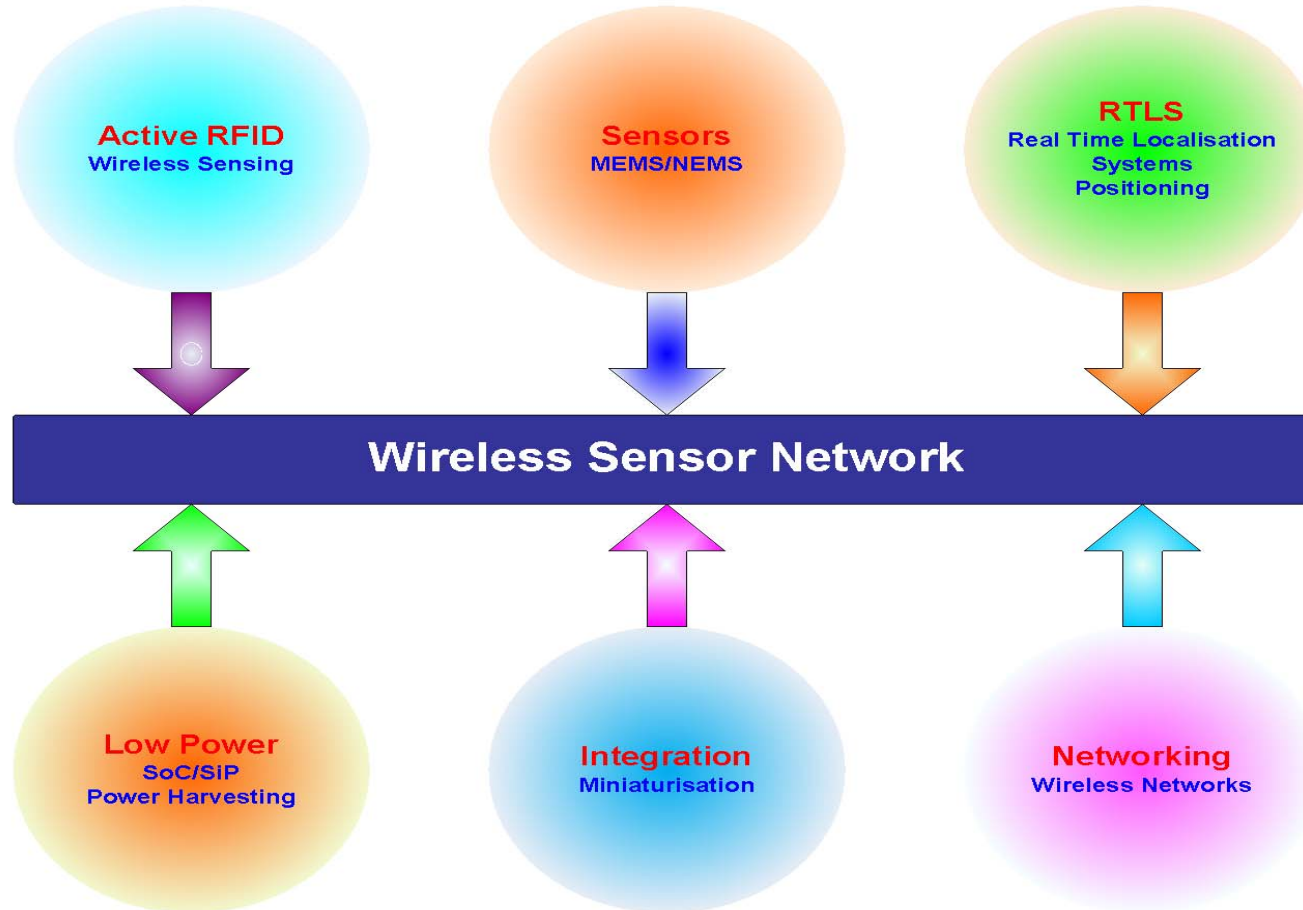 Active RFID
Wireless Sensing
Sensors
MEMS/NEMS
RTLS
Real Time Localisation
Systems
Positioning
Wireless Sensor Network
Low Power
SoC/SiP
Power Harvesting
Integration
Miniaturisation
Networking
Wireless Networks